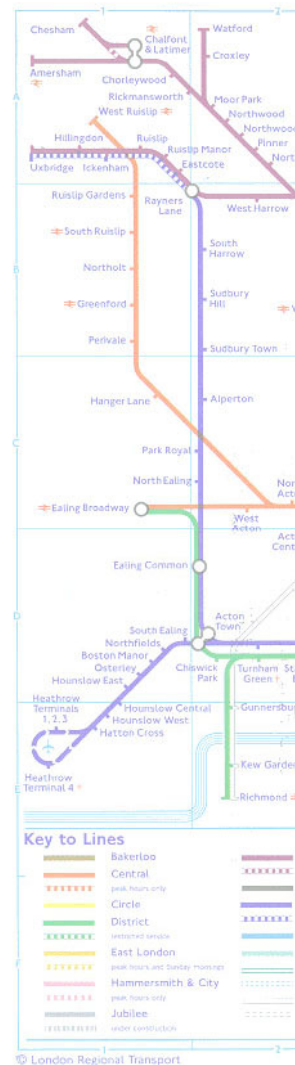 1
2
Chesham
Chalfont
& Latimer
Watford
Croxley
Amersham
Chorleywood
A
Rickmansworth
Moor Park
West Ruislip
Northwood
Northwood
Pinner
Hillingdon
Ruislip
Ruislip Manor
Eastcote
Uxbridge
Ickenham
Ruislip Gardens
Rayners
Lane
West Harrow
South Ruislip
South
Harrow
B
Northolt
Sudbury
Hill
Greenford
Perivale
Sudbury Town
Hanger Lane
Alperton
C
Park Royal
North Ealing
Ealing Broadway
West
Acton
Ealing Common
D
South Ealing
Acton
Town
Northfields
Boston Manor
Osterley
Hounslow East
Chiswick
Park
Turnham
Green
Heathrow
Terminals
1, 2, 3
Hounslow Central
Hounslow West
Hatton Cross
Gunnersbu
Heathrow
Terminal 4
E
Kew Garde
Richmond
Key to Lines
Bakerloo
Central
peak hours only
Circle
District
restricted service
East London
peak hours and Sunday mornings
F
Hammersmith & City
peak hours only
Jubilee
under construction
1
2
© London Regional Transport